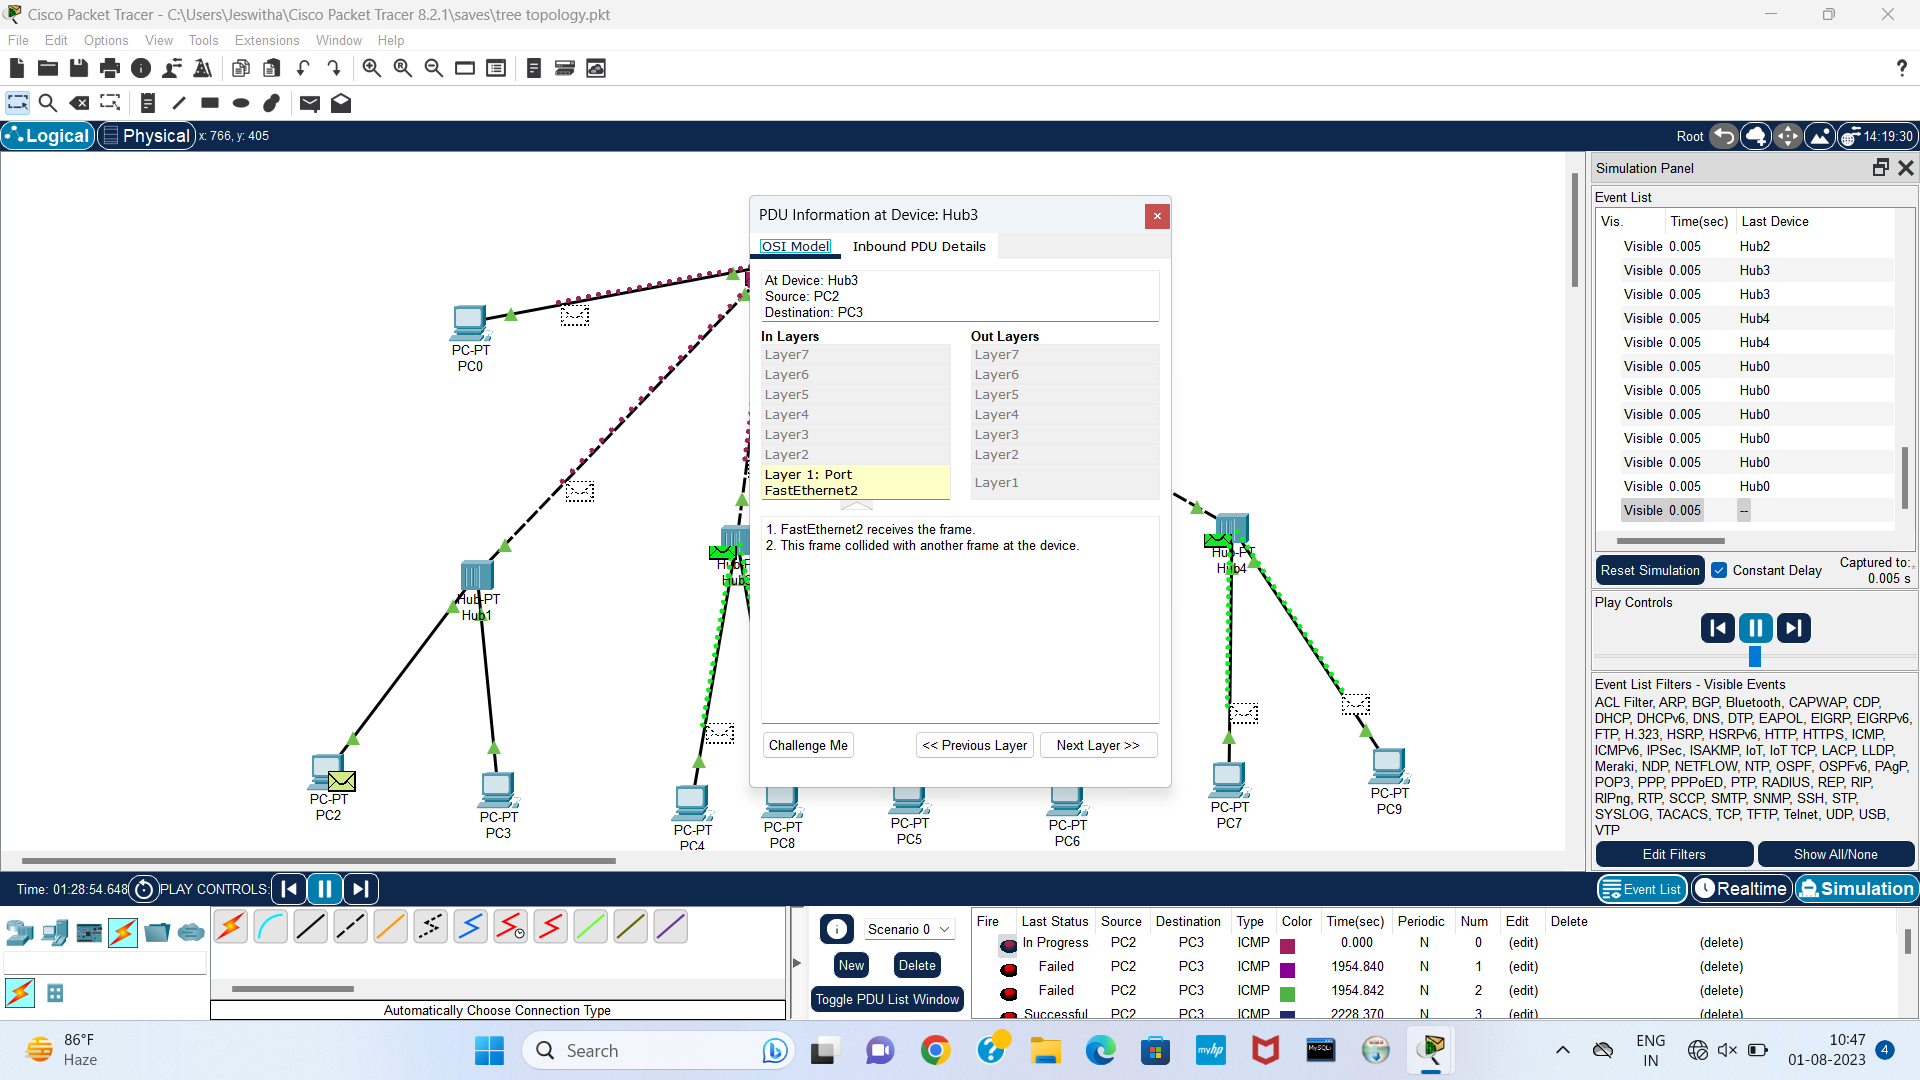 Cisco Packet Tracer - C:\Users\Jeswitha\Cisco Packet Tracer 8.2.1\saves\tree topology.pkt
File Edit Options View Tools Extensions Window Help
?
Logical Physical x: 766, y: 405
Root 14:19:30
PC-PT
PC0
Hub-PT
Hub1
PC-PT
PC2
PC-PT
PC3
PC-PT
PC4
PC-PT
PC8
PC-PT
PC5
PC-PT
PC6
PC-PT
PC7
PC-PT
PC9
Hub-PT
Hub4
PDU Information at Device: Hub3
OSI Model Inbound PDU Details
At Device: Hub3
Source: PC2
Destination: PC3
In Layers Out Layers
Layer7 Layer7
Layer6 Layer6
Layer5 Layer5
Layer4 Layer4
Layer3 Layer3
Layer2 Layer2
Layer 1: Port
FastEthernet2 Layer1
1. FastEthernet2 receives the frame.
2. This frame collided with another frame at the device.
Challenge Me << Previous Layer Next Layer >>
Simulation Panel
Event List
Vis. Time(sec) Last Device
Visible 0.005 Hub2
Visible 0.005 Hub3
Visible 0.005 Hub3
Visible 0.005 Hub4
Visible 0.005 Hub4
Visible 0.005 Hub0
Visible 0.005 Hub0
Visible 0.005 Hub0
Visible 0.005 Hub0
Visible 0.005 Hub0
Visible 0.005 Hub0
Visible 0.005 --
Reset Simulation Constant Delay Captured to:
0.005 s
Play Controls
Event List Filters - Visible Events
ACL Filter, ARP, BGP, Bluetooth, CAPWAP, CDP,
DHCP, DHCPv6, DNS, DTP, EAPOL, EIGRP, EIGRPv6,
FTP, H.323, HSRP, HSRPv6, HTTP, HTTPS, ICMP,
ICMPv6, IPSec, ISAKMP, IoT, IoT TCP, LACP, LLDP,
Meraki, NDP, NETFLOW, NTP, OSPF, OSPFv6, PAgP,
POP3, PPP, PPPoED, PTP, RADIUS, REP, RIP,
RIPng, RTP, SCCP, SMTP, SNMP, SSH, STP,
SYSLOG, TACACS, TCP, TFTP, Telnet, UDP, USB,
VTP
Edit Filters Show All/None
Time: 01:28:54.648 PLAY CONTROLS:
Event List Realtime Simulation
Automatically Choose Connection Type
Scenario 0
New Delete
Toggle PDU List Window
Fire Last Status Source Destination Type Color Time(sec) Periodic Num Edit Delete
In Progress PC2 PC3 ICMP 0.000 N 0 (edit) (delete)
Failed PC2 PC3 ICMP 1954.840 N 1 (edit) (delete)
Failed PC2 PC3 ICMP 1954.842 N 2 (edit) (delete)
Successful PC2 PC3 ICMP 2228.370 N 3 (edit) (delete)
86°F
Haze
Search
myhp
MySQL
ENG
IN
10:47
01-08-2023
4